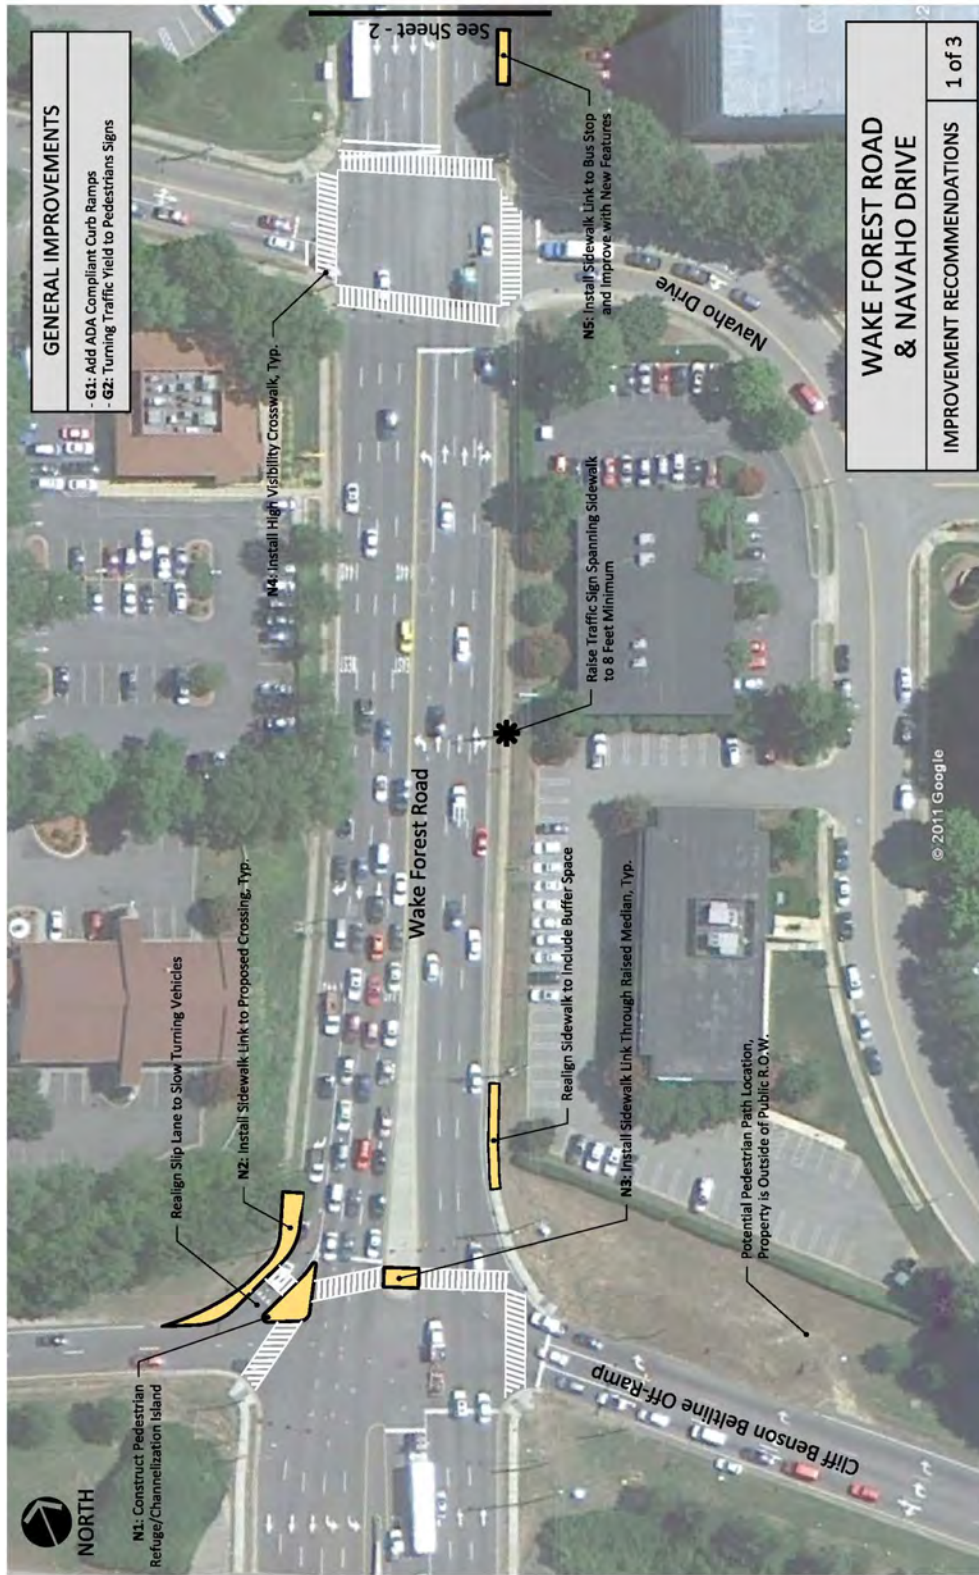 GENERAL IMPROVEMENTS
- G1: Add ADA Compliant Curb Ramps
- G2: Turning Traffic Yield to Pedestrians Signs
See Sheet - 2
NORTH
N1: Construct Pedestrian
Refuge/Channelization Island
Realign Slip Lane to Slow Turning Vehicles
N2: Install Sidewalk Link to Proposed Crossing, Typ.
N4: Install High Visibility Crosswalk, Typ.
Wake Forest Road
N5: Install Sidewalk Link to Bus Stop
and Improve with New Features
Navaho Drive
Raise Traffic Sign Spanning Sidewalk
to 8 Feet Minimum
Realign Sidewalk to Include Buffer Space
N3: Install Sidewalk Link Through Raised Median, Typ.
Potential Pedestrian Path Location,
Property is Outside of Public R.O.W.
Cliff Benson Beltline Off-Ramp
© 2011 Google
WAKE FOREST ROAD
& NAVAHO DRIVE
IMPROVEMENT RECOMMENDATIONS
1 of 3